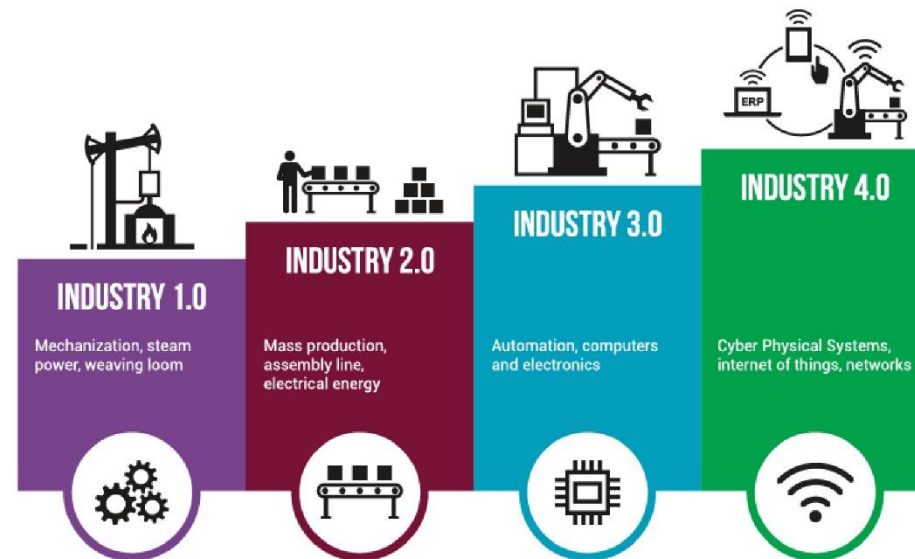 ERP
INDUSTRY 1.0
Mechanization, steam
power, weaving loom
INDUSTRY 2.0
Mass production,
assembly line,
electrical energy
INDUSTRY 3.0
Automation, computers
and electronics
INDUSTRY 4.0
Cyber Physical Systems,
internet of things, networks